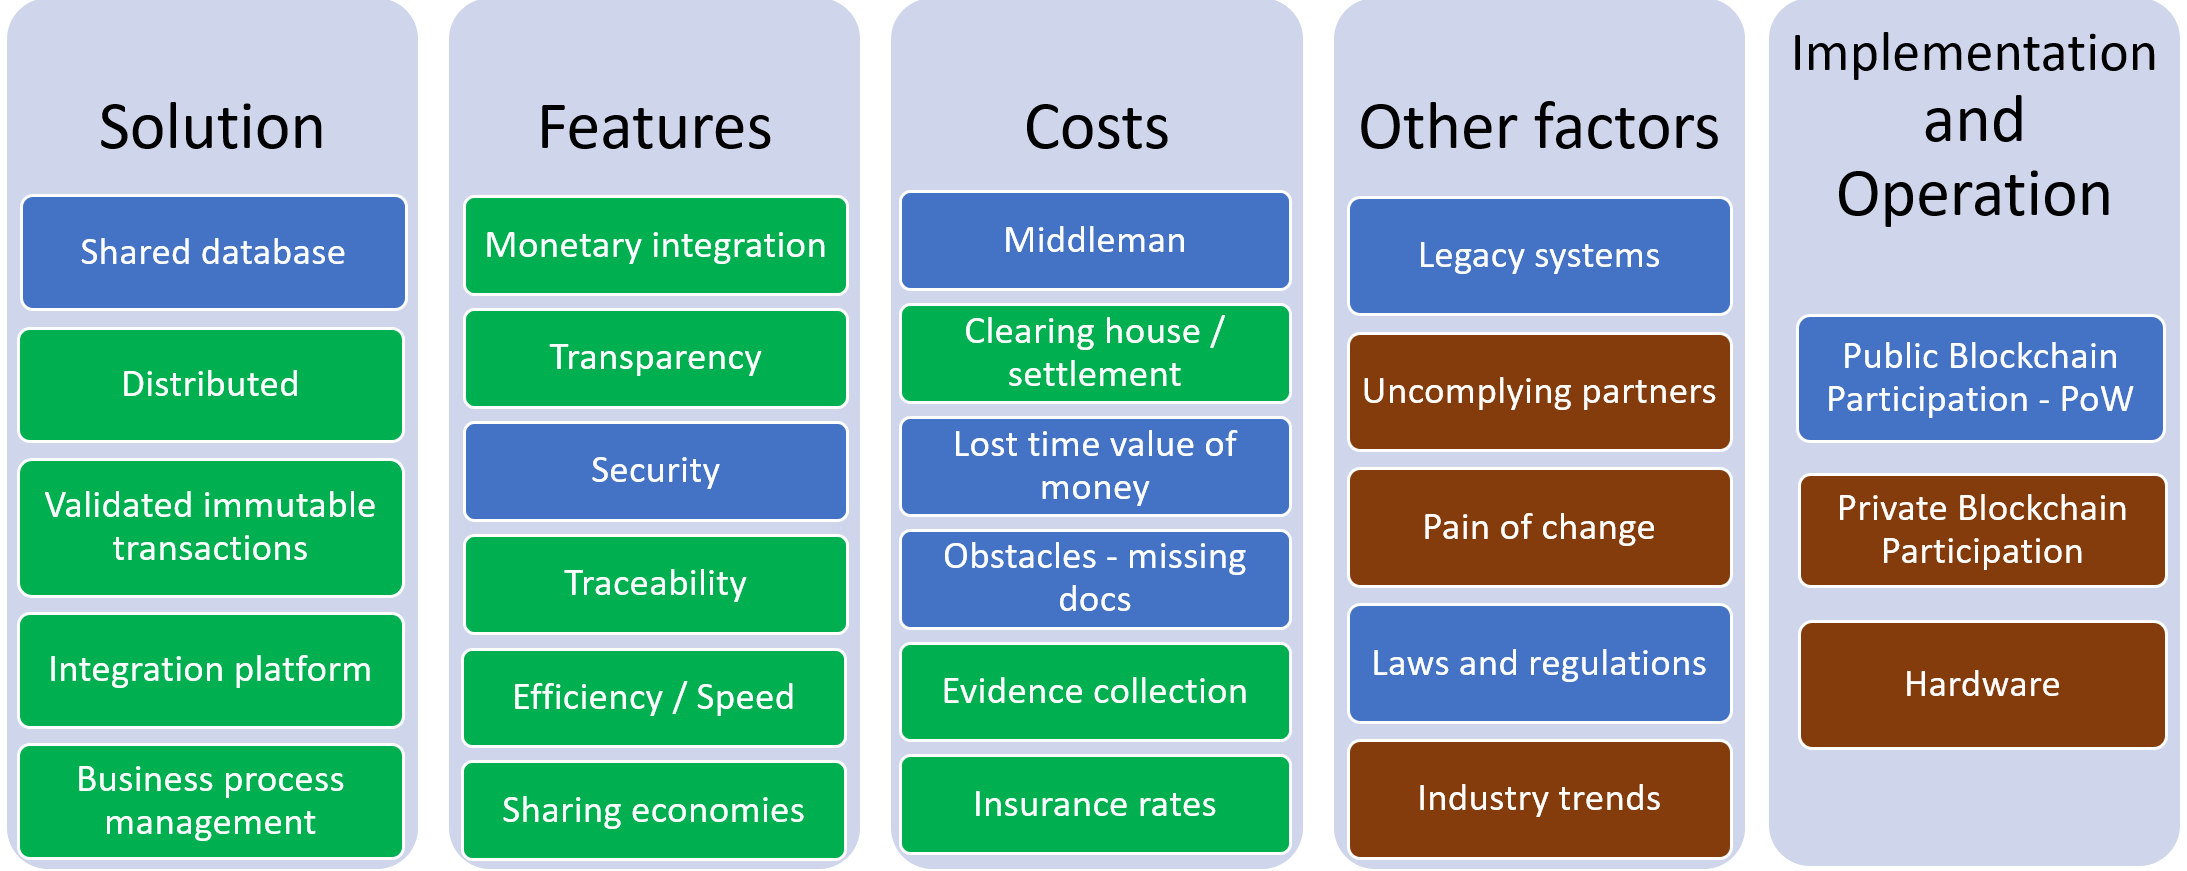 Solution
Shared database
Distributed
Validated immutable
transactions
Integration platform
Business process
management
Features
Monetary integration
Transparency
Security
Traceability
Efficiency / Speed
Sharing economies
Costs
Middleman
Clearing house /
settlement
Lost time value of
money
Obstacles - missing
docs
Evidence collection
Insurance rates
Other factors
Legacy systems
Uncomplying partners
Pain of change
Laws and regulations
Industry trends
Implementation
and
Operation
Public Blockchain
Participation - PoW
Private Blockchain
Participation
Hardware